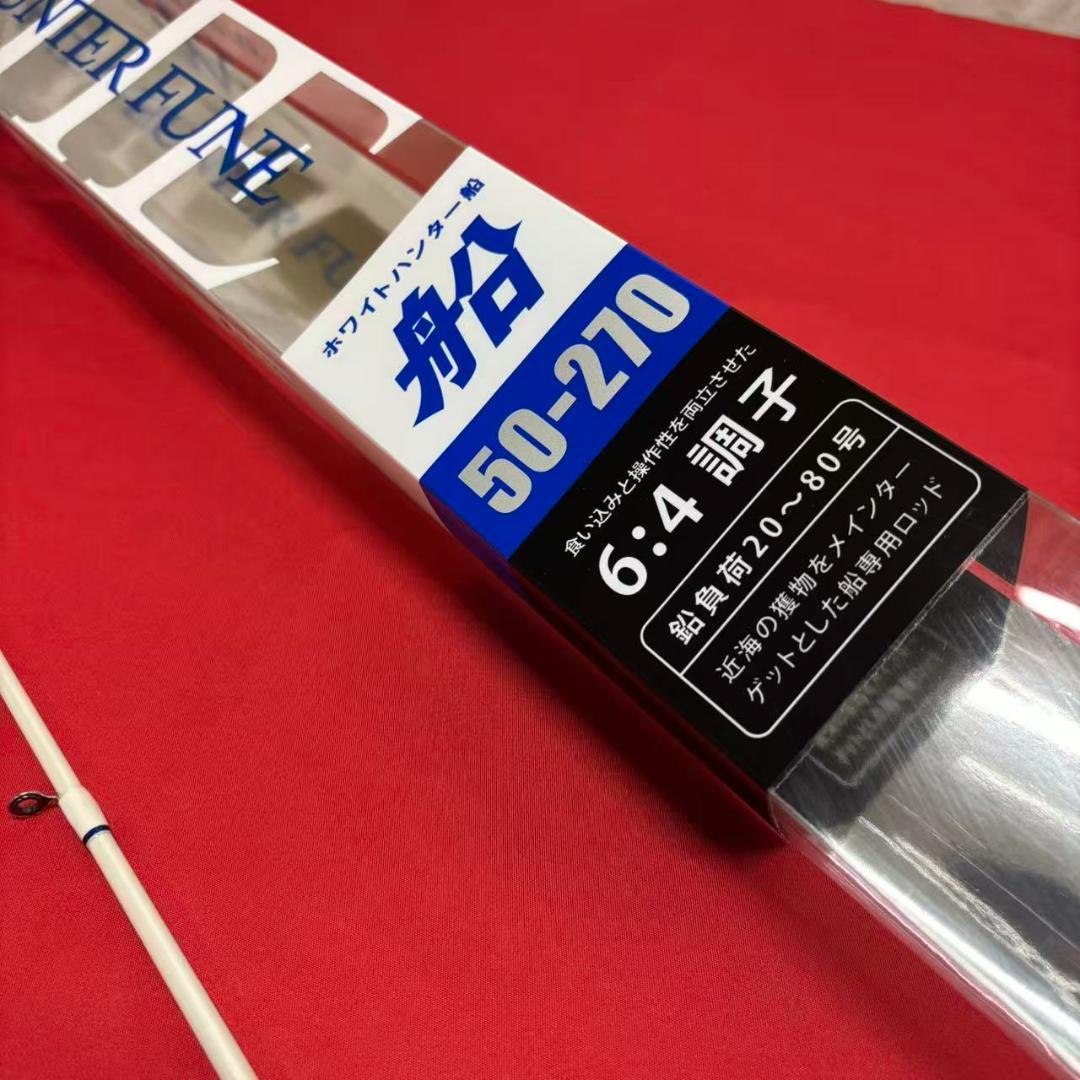 HUNTER FUNE
ホワイトハンター船
船
50-270
食い込みと操作性を両立させた
6:4 調子
鉛負荷20～80号
近海の獲物をメインター
ゲットとした船専用ロッド